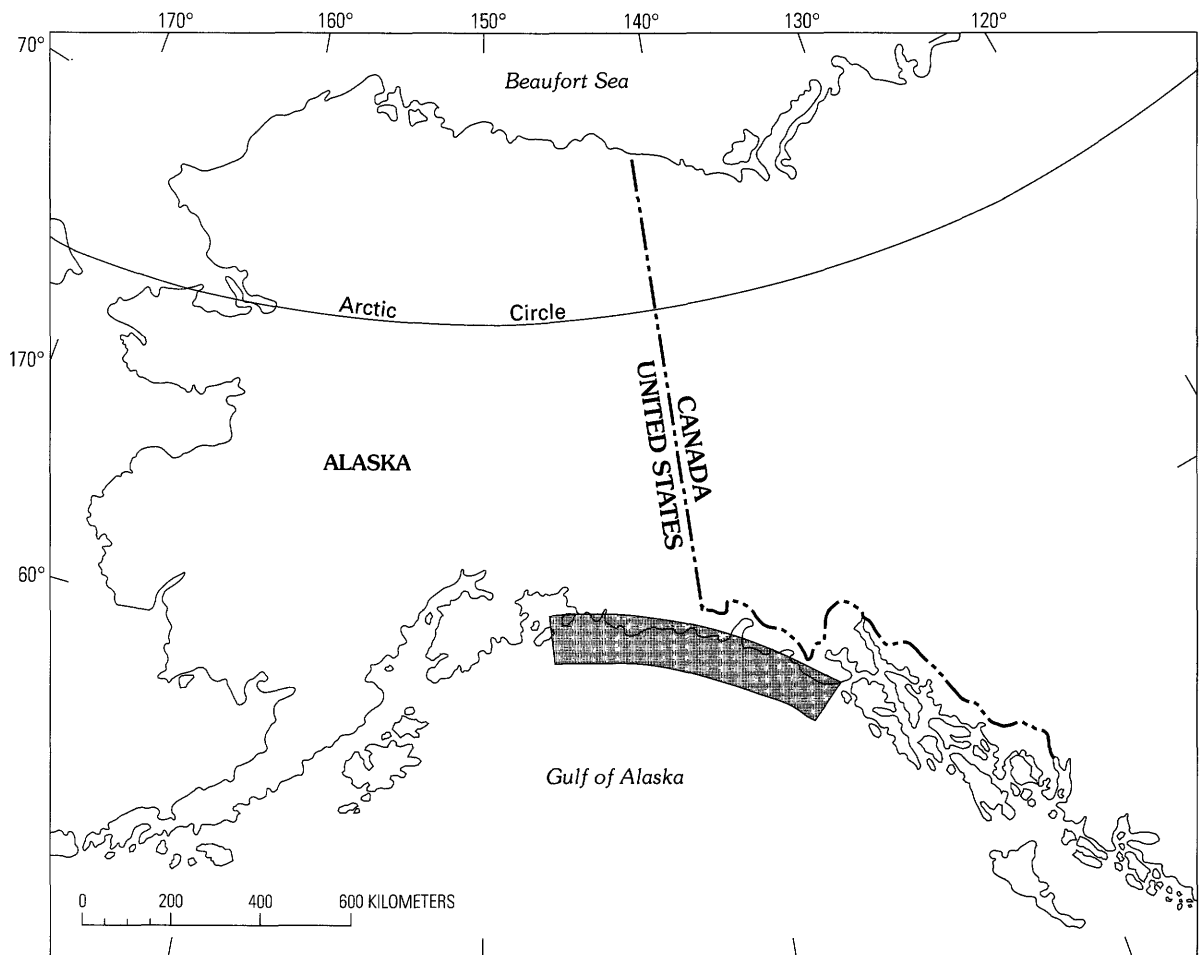 170° 160° 150° 140° 130° 120°
70°
Beaufort Sea
Arctic Circle
170°
UNITED STATES
CANADA
ALASKA
60°
Gulf of Alaska
0 200 400 600 KILOMETERS